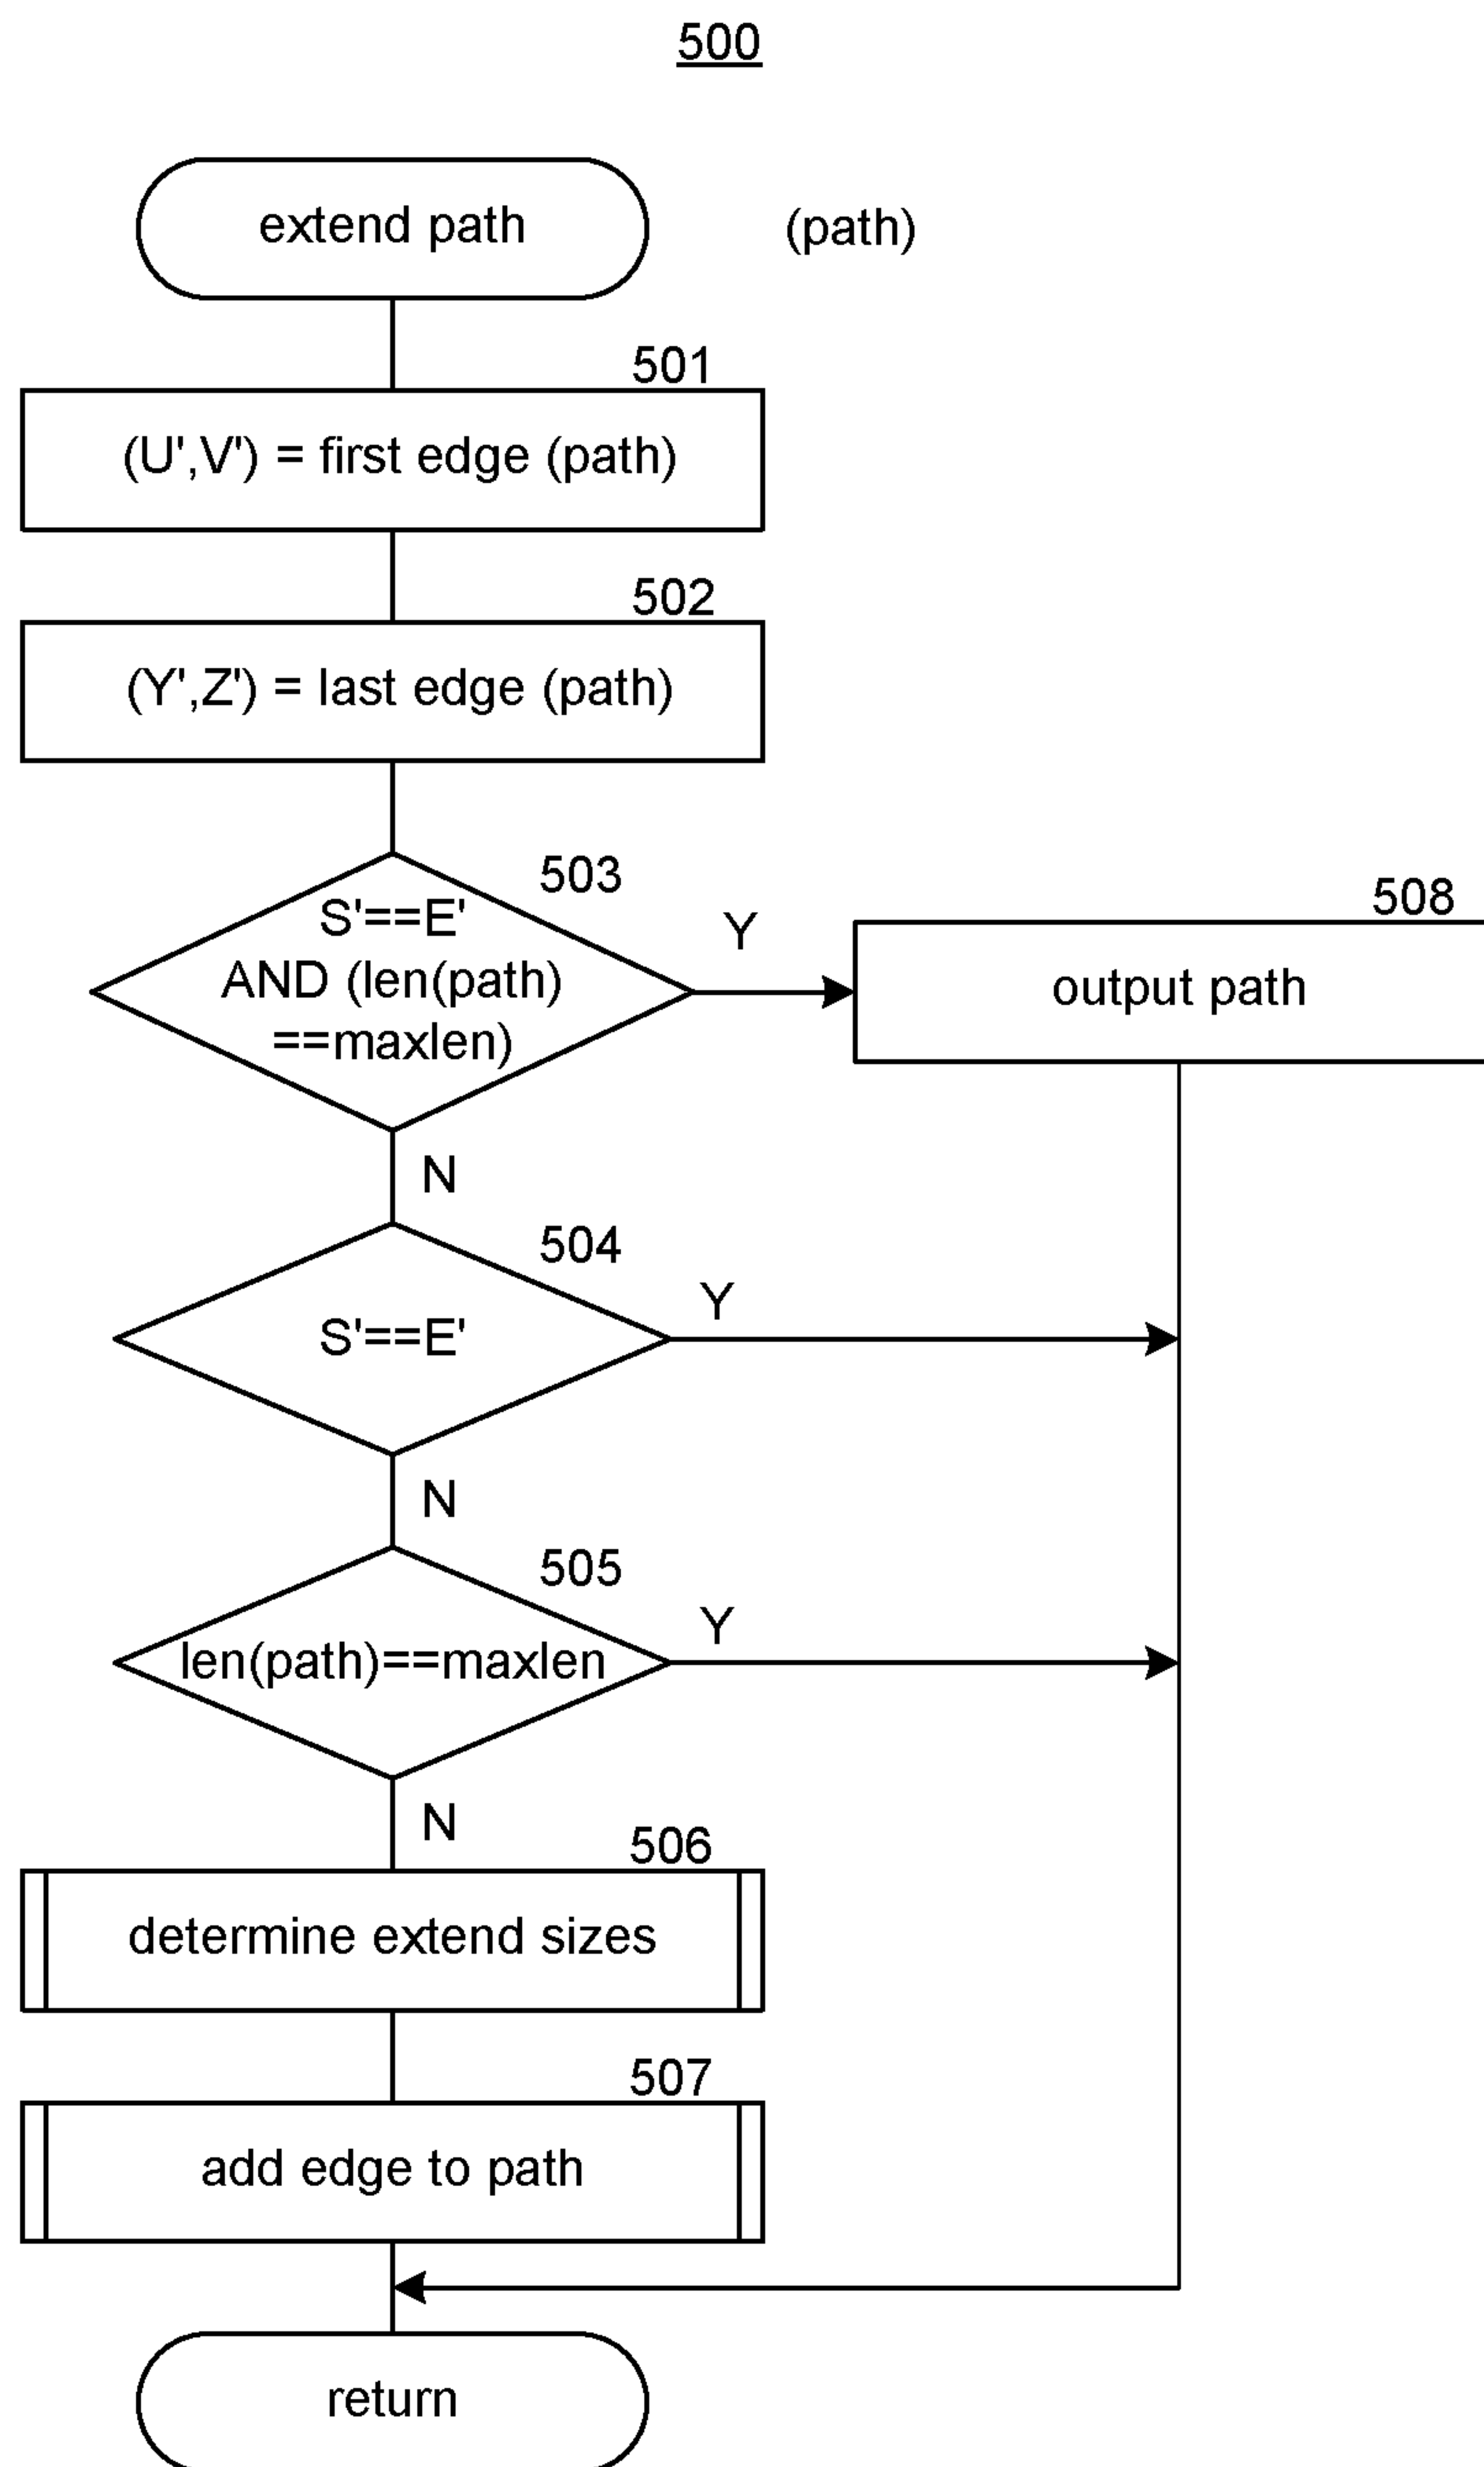 500
extend path
(path)
501
(U',V') = first edge (path)
502
(Y',Z') = last edge (path)
503
S'==E'
AND (len(path)
==maxlen)
Y
508
output path
N
504
S'==E'
Y
N
505
len(path)==maxlen
Y
N
506
determine extend sizes
507
add edge to path
return